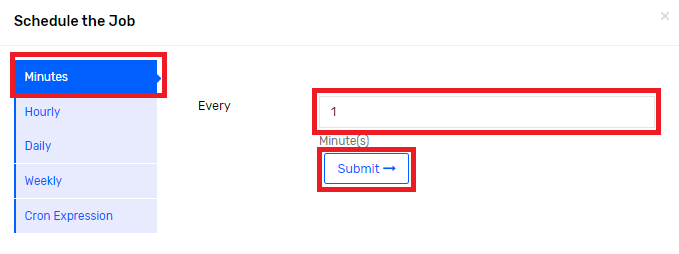 Schedule the Job
×
Minutes
Hourly
Daily
Weekly
Cron Expression
Every
1
Minute(s)
Submit →